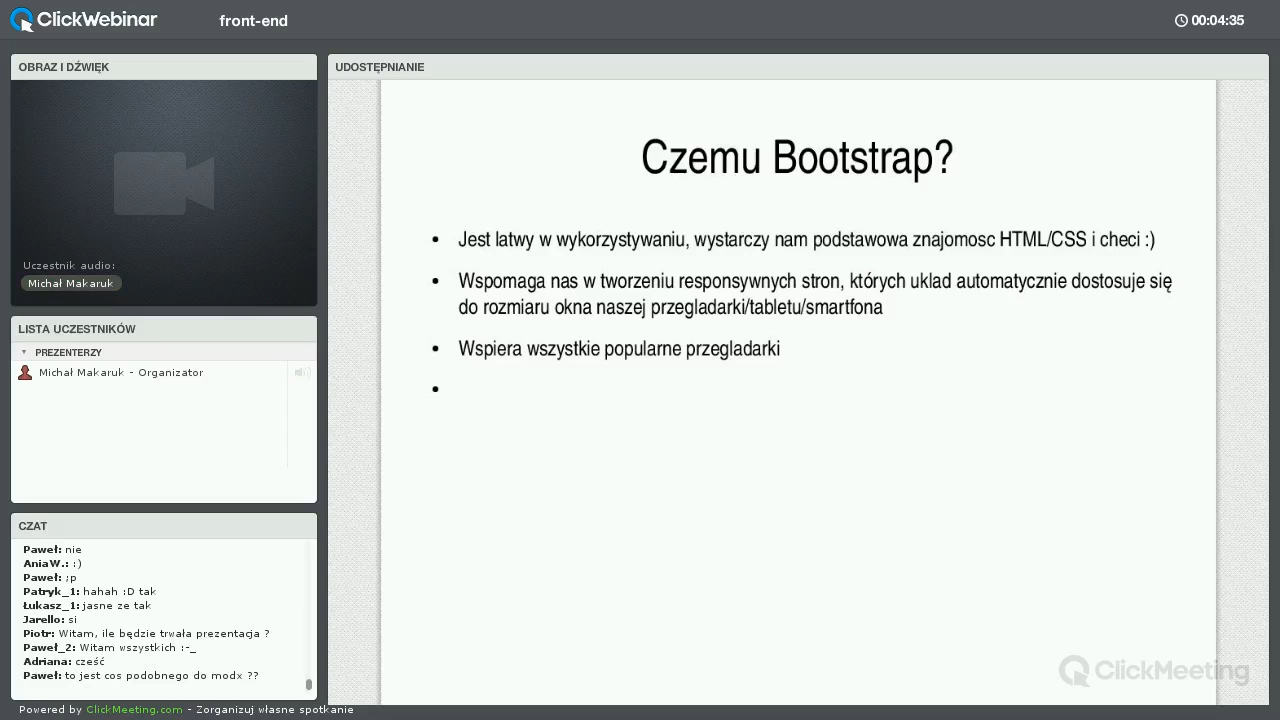 ClickWebinar
front-end
00:04:35
OBRAZ I DŹWIĘK
Uczestnik audio:
Michał Makaruk
LISTA UCZESTNIKÓW
PREZENTERZY
Michał Makaruk - Organizator
CZAT
Paweł: nie
AniaW.: :)
Paweł: :p
Patryk_1: hahah :D tak
Łukasz_1: jasne ze tak
Jarello: si
Piotr: Witam, ile będzie trwała prezentacja ?
Witam wszystkich :-_
Adriana: cześć
cos podobnego do modx ??
Powered by ClickMeeting.com - Zorganizuj własne spotkanie
UDOSTĘPNIANIE
Czemu Bootstrap?
• Jest latwy w wykorzystywaniu, wystarczy nam podstawowa znajomosc HTML/CSS i checi :)
• Wspomaga nas w tworzeniu responsywnych stron, których uklad automatycznie dostosuje się
do rozmiaru okna naszej przegladarki/tabletu/smartfona
• Wspiera wszystkie popularne przegladarki
•
ClickMeeting